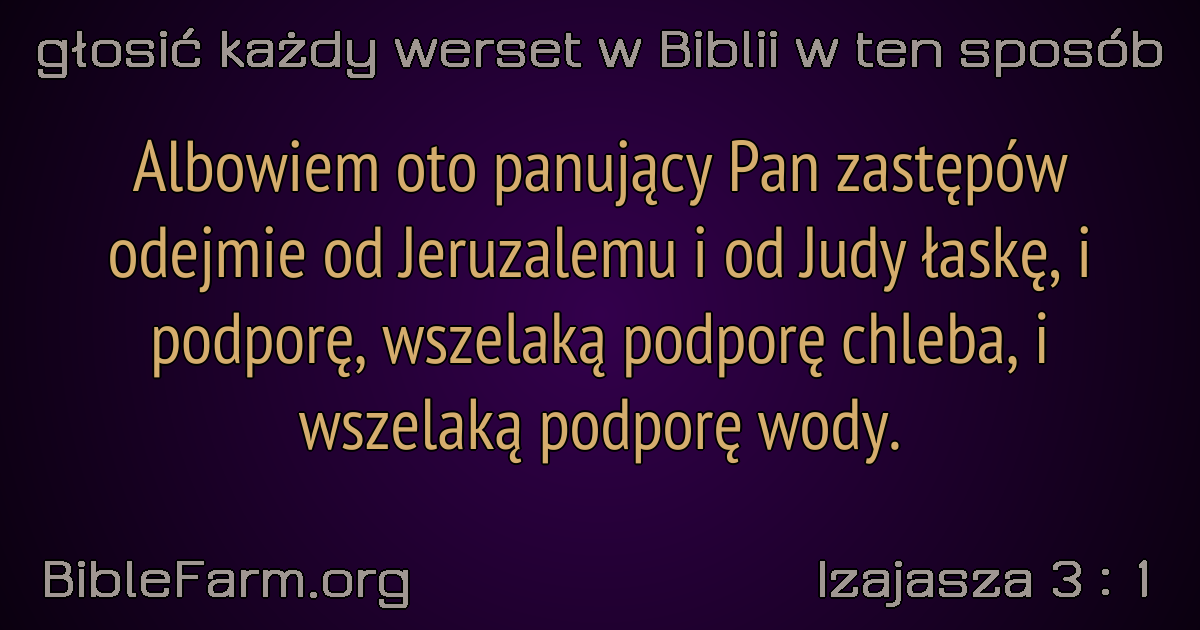 głosić każdy werset w Biblii w ten sposób
Albowiem oto panujący Pan zastępów
odejmie od Jeruzalemu i od Judy łaskę, i
podporę, wszelaką podporę chleba, i
wszelaką podporę wody.
BibleFarm.org
Izajasza 3 : 1